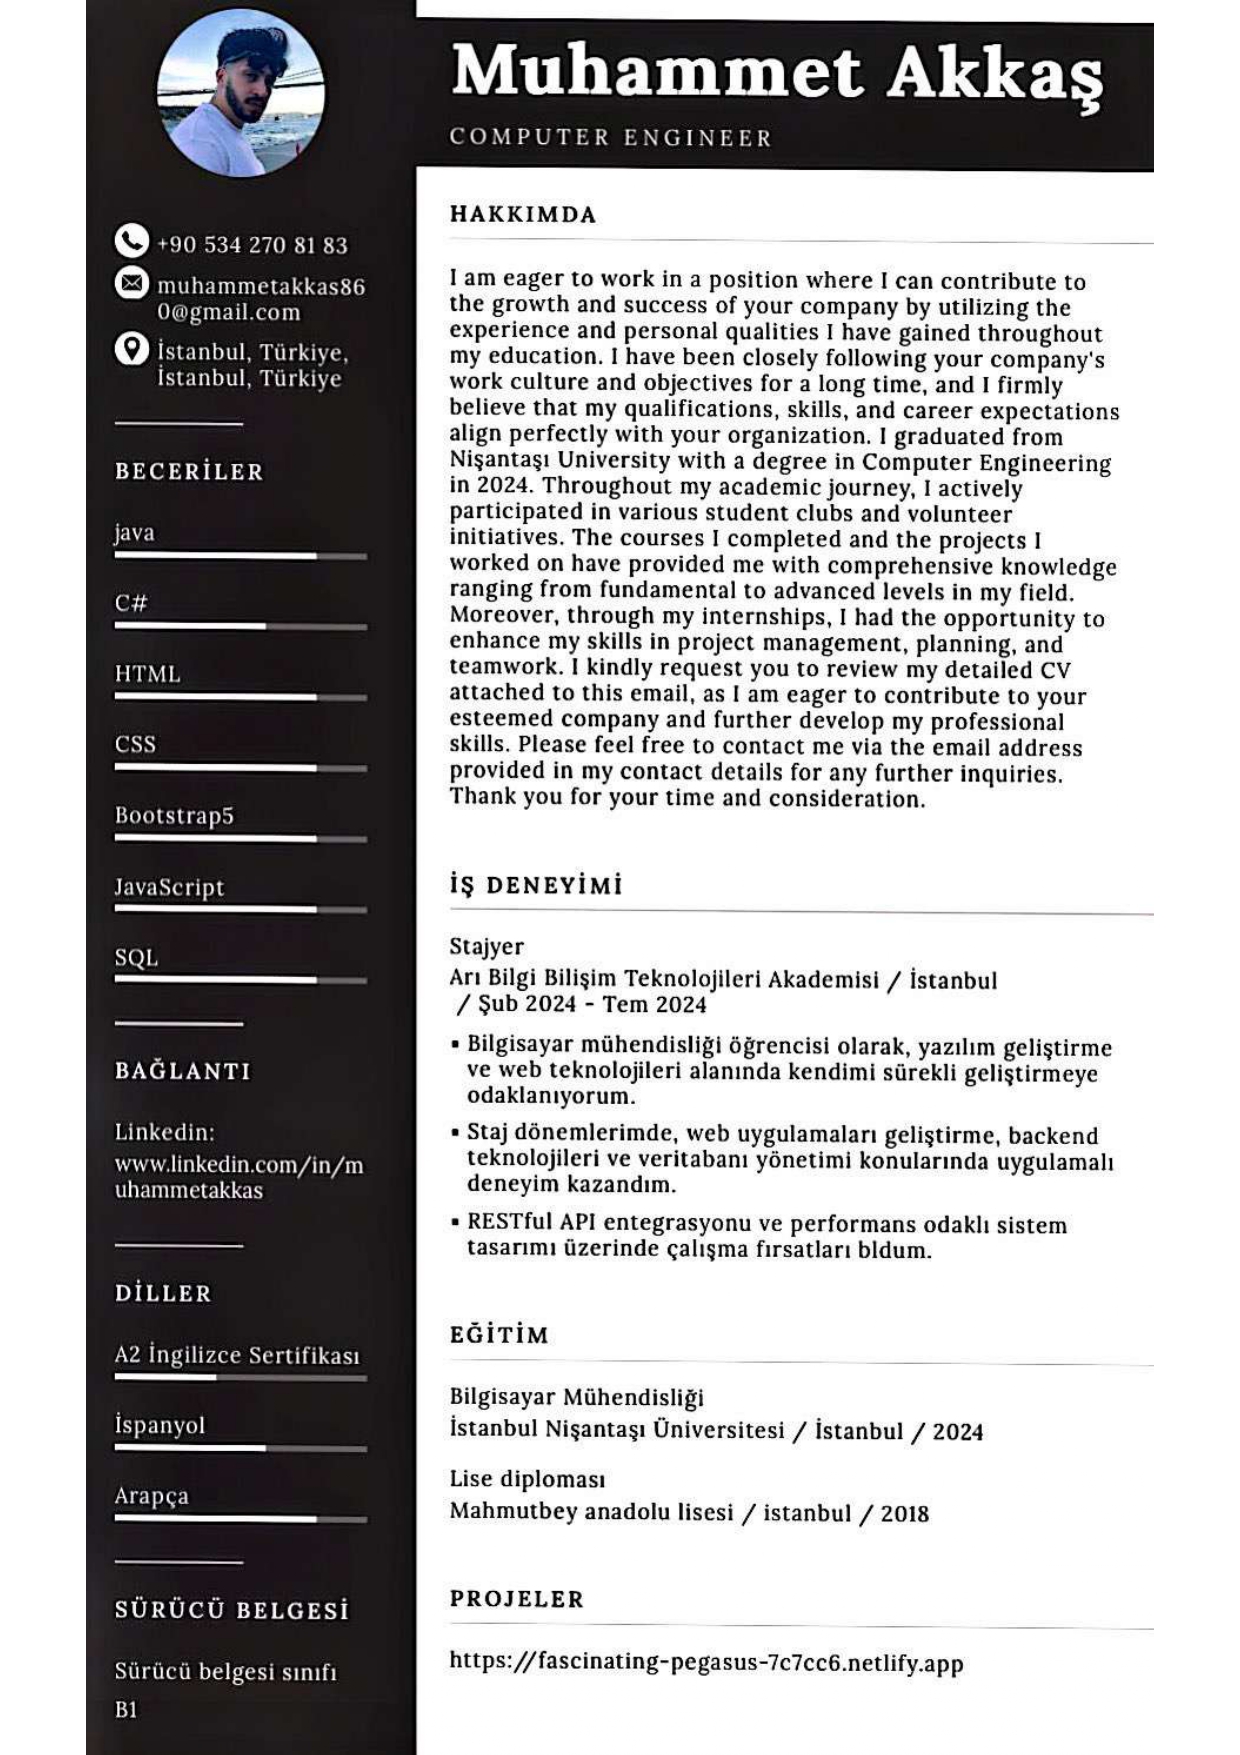 Muhammet Akkaş
COMPUTER ENGINEER
+90 534 270 81 83
muhammetakkas86
0@gmail.com
İstanbul, Türkiye,
İstanbul, Türkiye
BECERİLER
java
C#
HTML
CSS
Bootstrap5
JavaScript
SQL
BAĞLANTI
Linkedin:
www.linkedin.com/in/m
uhammetakkas
DİLLER
A2 İngilizce Sertifikası
İspanyol
Arapça
SÜRÜCÜ BELGESİ
Sürücü belgesi sınıfı
B1
HAKKIMDA
I am eager to work in a position where I can contribute to
the growth and success of your company by utilizing the
experience and personal qualities I have gained throughout
my education. I have been closely following your company's
work culture and objectives for a long time, and I firmly
believe that my qualifications, skills, and career expectations
align perfectly with your organization. I graduated from
Nişantaşı University with a degree in Computer Engineering
in 2024. Throughout my academic journey, I actively
participated in various student clubs and volunteer
initiatives. The courses I completed and the projects I
worked on have provided me with comprehensive knowledge
ranging from fundamental to advanced levels in my field.
Moreover, through my internships, I had the opportunity to
enhance my skills in project management, planning, and
teamwork. I kindly request you to review my detailed CV
attached to this email, as I am eager to contribute to your
esteemed company and further develop my professional
skills. Please feel free to contact me via the email address
provided in my contact details for any further inquiries.
Thank you for your time and consideration.
İŞ DENEYİMİ
Stajyer
Arı Bilgi Bilişim Teknolojileri Akademisi / İstanbul
/ Şub 2024 - Tem 2024
▪ Bilgisayar mühendisliği öğrencisi olarak, yazılım geliştirme
ve web teknolojileri alanında kendimi sürekli geliştirmeye
odaklanıyorum.
▪ Staj dönemlerimde, web uygulamaları geliştirme, backend
teknolojileri ve veritabanı yönetimi konularında uygulamalı
deneyim kazandım.
▪ RESTful API entegrasyonu ve performans odaklı sistem
tasarımı üzerinde çalışma fırsatları bldum.
EĞİTİM
Bilgisayar Mühendisliği
İstanbul Nişantaşı Üniversitesi / İstanbul / 2024
Lise diploması
Mahmutbey anadolu lisesi / istanbul / 2018
PROJELER
https://fascinating-pegasus-7c7cc6.netlify.app